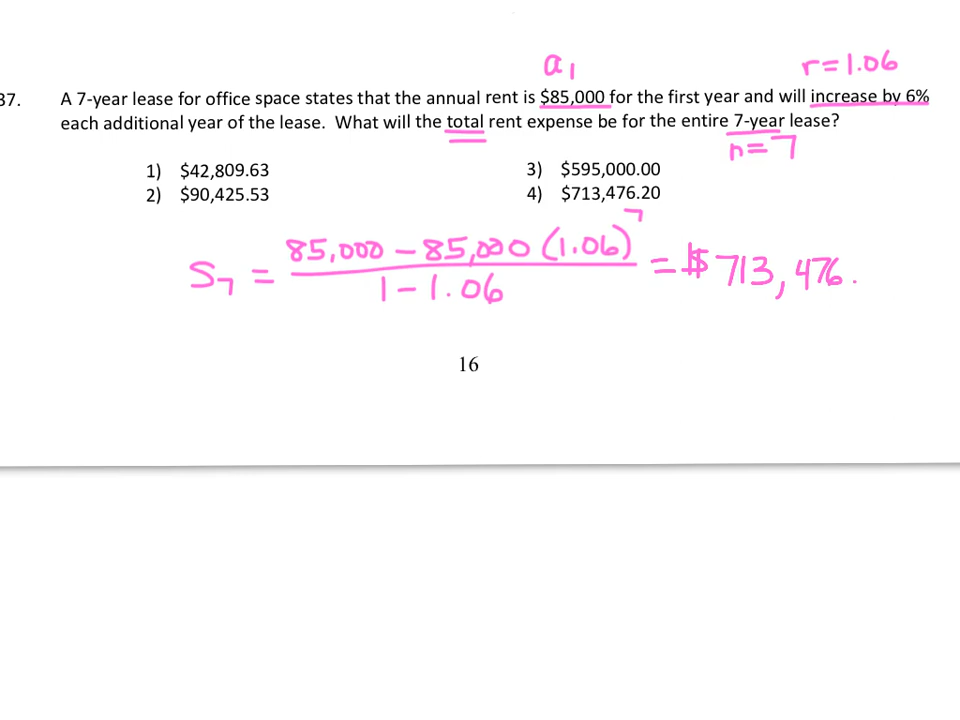 a₁ r=1.06
37. A 7-year lease for office space states that the annual rent is $85,000 for the first year and will increase by 6%
each additional year of the lease. What will the total rent expense be for the entire 7-year lease?
n=7
1) $42,809.63 3) $595,000.00
2) $90,425.53 4) $713,476.20
S₇ = (85,000 – 85,000 (1.06)⁷) / (1 – 1.06) = $713,476.
16